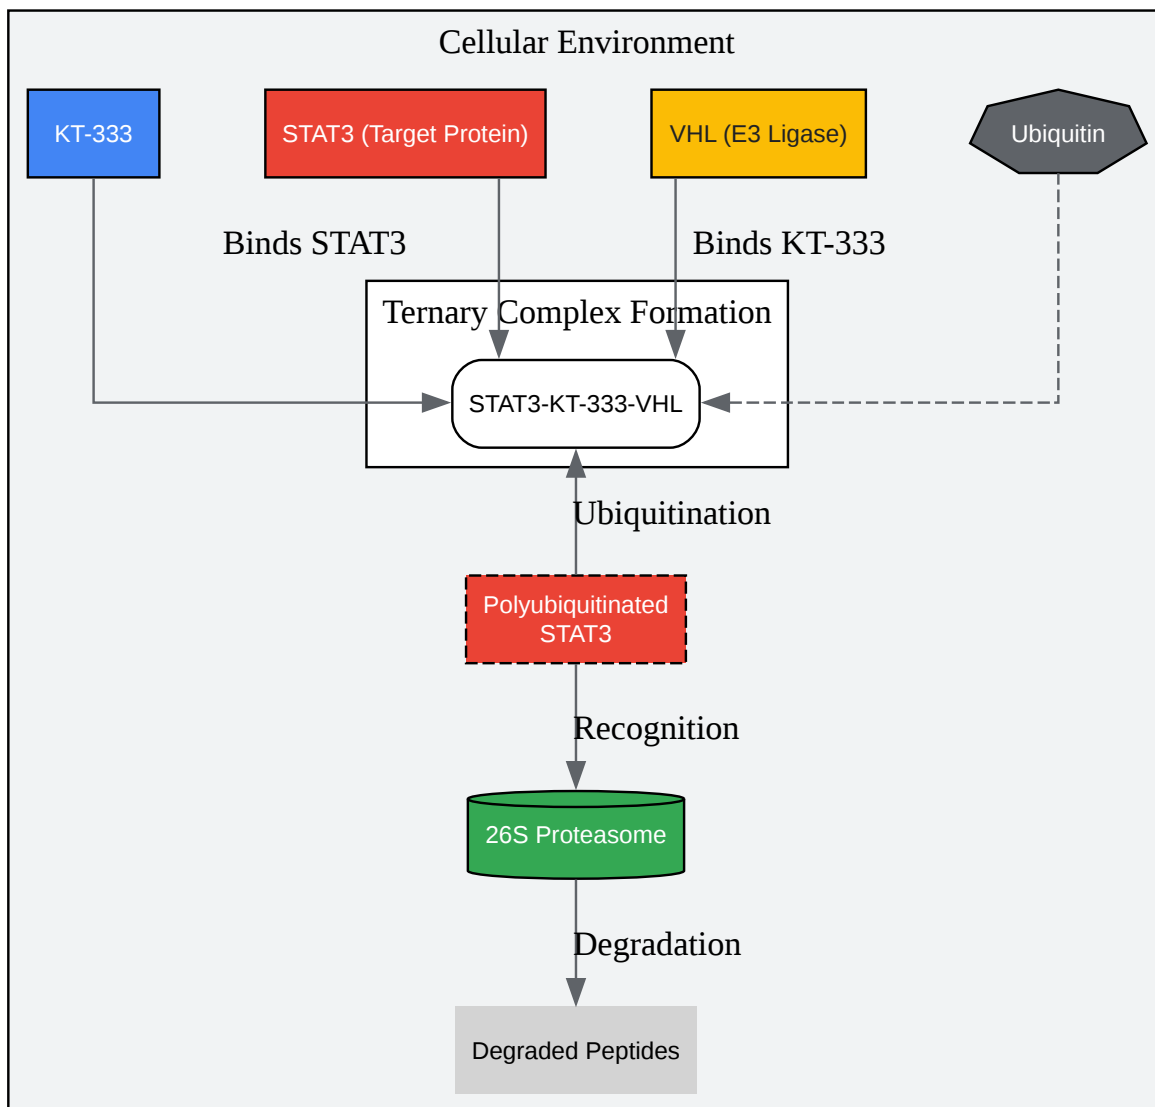 Cellular Environment
KT-333
STAT3 (Target Protein)
VHL (E3 Ligase)
Ubiquitin
Binds STAT3
Binds KT-333
Ternary Complex Formation
STAT3-KT-333-VHL
Ubiquitination
Polyubiquitinated
STAT3
Recognition
26S Proteasome
Degradation
Degraded Peptides